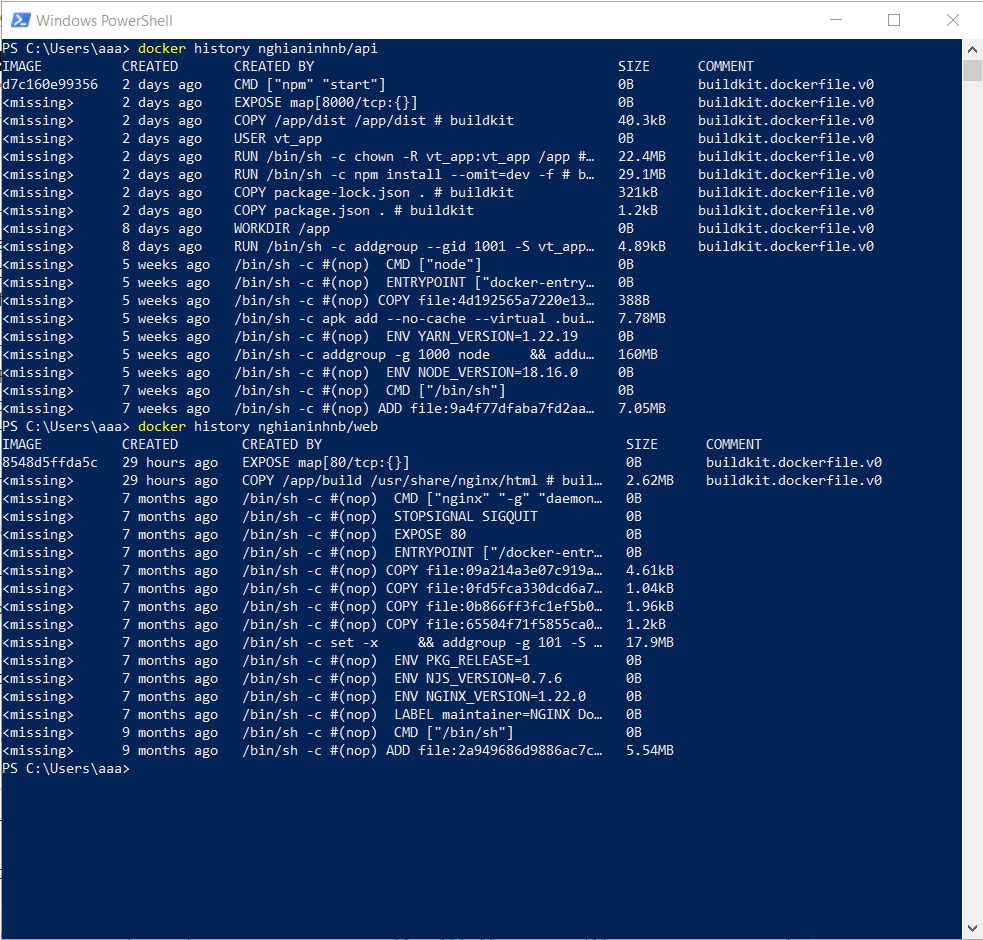 Windows PowerShell
PS C:\Users\aaa> docker history nghianinhnb/api
IMAGE CREATED CREATED BY SIZE COMMENT
d7c160e99356 2 days ago CMD ["npm" "start"] 0B buildkit.dockerfile.v0
<missing> 2 days ago EXPOSE map[8000/tcp:{}] 0B buildkit.dockerfile.v0
<missing> 2 days ago COPY /app/dist /app/dist # buildkit 40.3kB buildkit.dockerfile.v0
<missing> 2 days ago USER vt_app 0B buildkit.dockerfile.v0
<missing> 2 days ago RUN /bin/sh -c chown -R vt_app:vt_app /app #… 22.4MB buildkit.dockerfile.v0
<missing> 2 days ago RUN /bin/sh -c npm install --omit=dev -f # b… 29.1MB buildkit.dockerfile.v0
<missing> 2 days ago COPY package-lock.json . # buildkit 321kB buildkit.dockerfile.v0
<missing> 2 days ago COPY package.json . # buildkit 1.2kB buildkit.dockerfile.v0
<missing> 8 days ago WORKDIR /app 0B buildkit.dockerfile.v0
<missing> 8 days ago RUN /bin/sh -c addgroup --gid 1001 -S vt_app… 4.89kB buildkit.dockerfile.v0
<missing> 5 weeks ago /bin/sh -c #(nop) CMD ["node"] 0B
<missing> 5 weeks ago /bin/sh -c #(nop) ENTRYPOINT ["docker-entry… 0B
<missing> 5 weeks ago /bin/sh -c #(nop) COPY file:4d192565a7220e13… 388B
<missing> 5 weeks ago /bin/sh -c apk add --no-cache --virtual .bui… 7.78MB
<missing> 5 weeks ago /bin/sh -c #(nop) ENV YARN_VERSION=1.22.19 0B
<missing> 5 weeks ago /bin/sh -c addgroup -g 1000 node && addu… 160MB
<missing> 5 weeks ago /bin/sh -c #(nop) ENV NODE_VERSION=18.16.0 0B
<missing> 7 weeks ago /bin/sh -c #(nop) CMD ["/bin/sh"] 0B
<missing> 7 weeks ago /bin/sh -c #(nop) ADD file:9a4f77dfaba7fd2aa… 7.05MB
PS C:\Users\aaa> docker history nghianinhnb/web
IMAGE CREATED CREATED BY SIZE COMMENT
8548d5ffda5c 29 hours ago EXPOSE map[80/tcp:{}] 0B buildkit.dockerfile.v0
<missing> 29 hours ago COPY /app/build /usr/share/nginx/html # buil… 2.62MB buildkit.dockerfile.v0
<missing> 7 months ago /bin/sh -c #(nop) CMD ["nginx" "-g" "daemon… 0B
<missing> 7 months ago /bin/sh -c #(nop) STOPSIGNAL SIGQUIT 0B
<missing> 7 months ago /bin/sh -c #(nop) EXPOSE 80 0B
<missing> 7 months ago /bin/sh -c #(nop) ENTRYPOINT ["/docker-entr… 0B
<missing> 7 months ago /bin/sh -c #(nop) COPY file:09a214a3e07c919a… 4.61kB
<missing> 7 months ago /bin/sh -c #(nop) COPY file:0fd5fca330dcd6a7… 1.04kB
<missing> 7 months ago /bin/sh -c #(nop) COPY file:0b866ff3fc1ef5b0… 1.96kB
<missing> 7 months ago /bin/sh -c #(nop) COPY file:65504f71f5855ca0… 1.2kB
<missing> 7 months ago /bin/sh -c set -x && addgroup -g 101 -S … 17.9MB
<missing> 7 months ago /bin/sh -c #(nop) ENV PKG_RELEASE=1 0B
<missing> 7 months ago /bin/sh -c #(nop) ENV NJS_VERSION=0.7.6 0B
<missing> 7 months ago /bin/sh -c #(nop) ENV NGINX_VERSION=1.22.0 0B
<missing> 7 months ago /bin/sh -c #(nop) LABEL maintainer=NGINX Do… 0B
<missing> 9 months ago /bin/sh -c #(nop) CMD ["/bin/sh"] 0B
<missing> 9 months ago /bin/sh -c #(nop) ADD file:2a949686d9886ac7c… 5.54MB
PS C:\Users\aaa>